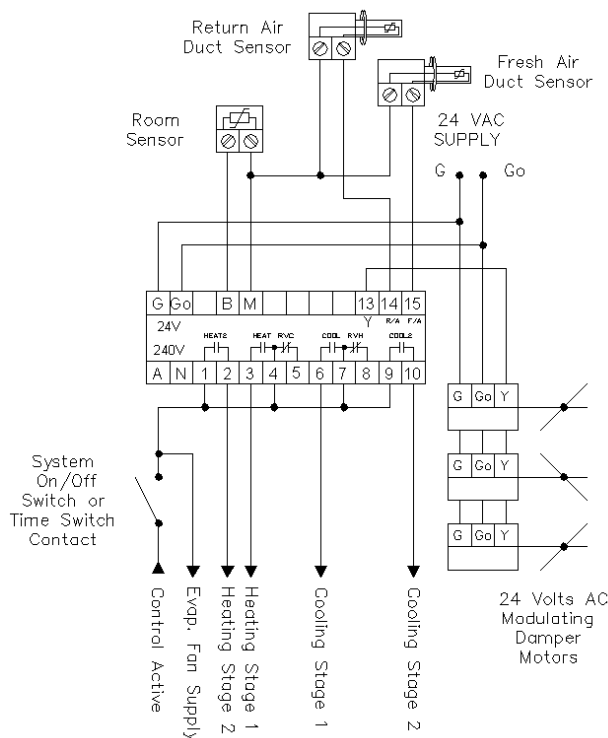 Return Air
Duct Sensor
Fresh Air
Duct Sensor
Room
Sensor
24 VAC
SUPPLY
G Go
G Go B M 13 14 15
24V Y R/A F/A
HEAT2 HEAT RVC COOL RVH COOL2
240V
A N 1 2 3 4 5 6 7 8 9 10
G Go Y
G Go Y
G Go Y
System
On/Off
Switch or
Time Switch
Contact
Control Active
Evap. Fan Supply
Heating Stage 2
Heating Stage 1
Cooling Stage 1
Cooling Stage 2
24 Volts AC
Modulating
Damper
Motors